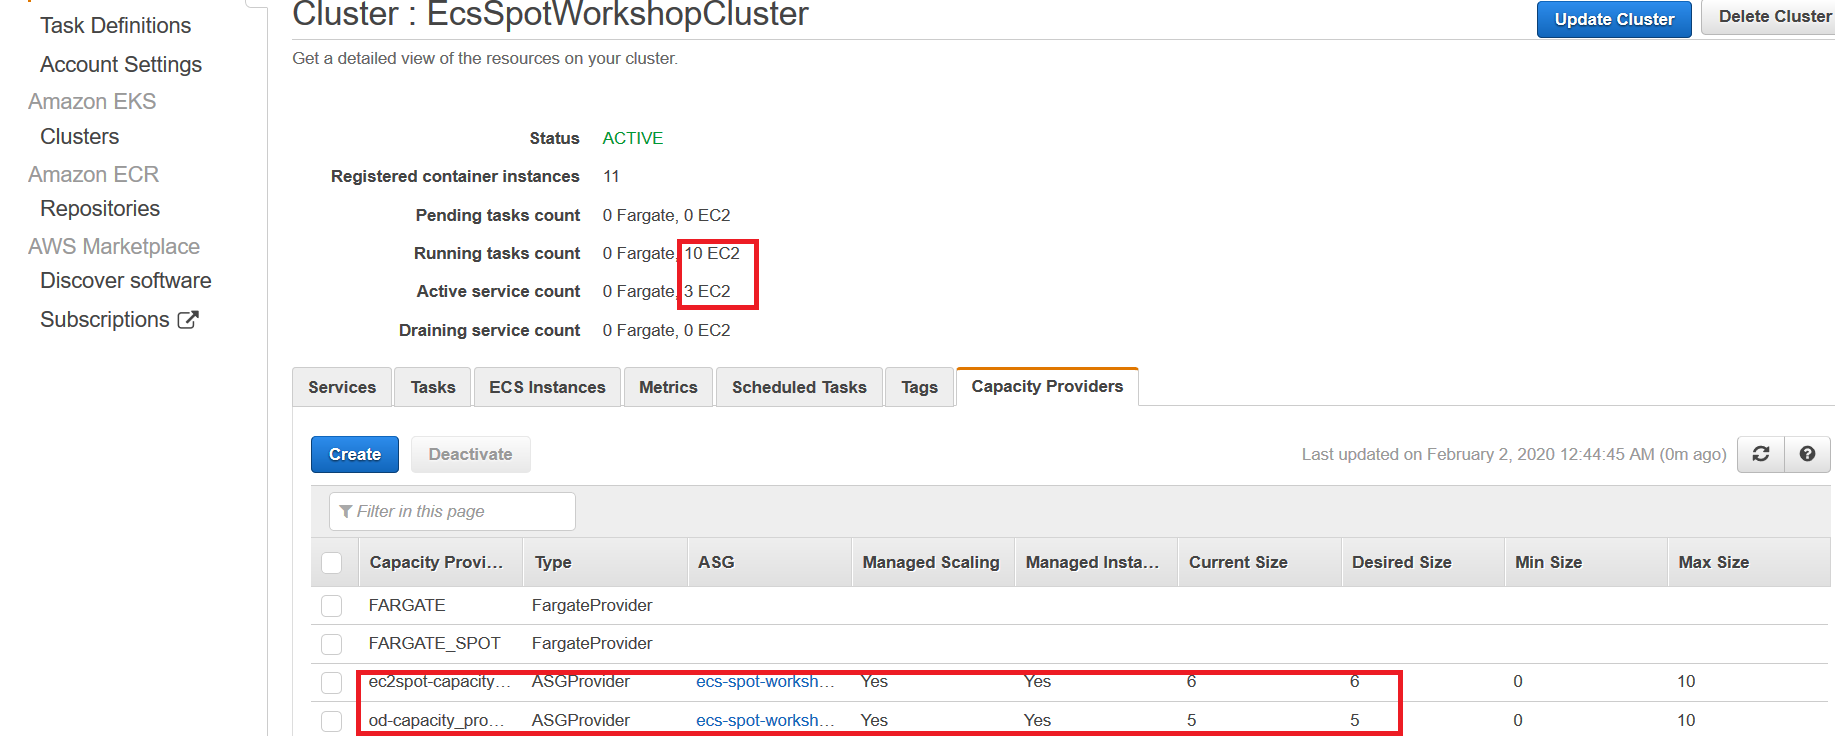 Task Definitions
Account Settings
Amazon EKS
Clusters
Amazon ECR
Repositories
AWS Marketplace
Discover software
Subscriptions
Cluster : EcsSpotWorkshopCluster
Update Cluster
Delete Cluster
Get a detailed view of the resources on your cluster.
Status ACTIVE
Registered container instances 11
Pending tasks count 0 Fargate, 0 EC2
Running tasks count 0 Fargate, 10 EC2
Active service count 0 Fargate, 3 EC2
Draining service count 0 Fargate, 0 EC2
Services Tasks ECS Instances Metrics Scheduled Tasks Tags Capacity Providers
Create Deactivate Last updated on February 2, 2020 12:44:45 AM (0m ago)
Filter in this page
Capacity Provi... Type ASG Managed Scaling Managed Insta... Current Size Desired Size Min Size Max Size
FARGATE FargateProvider
FARGATE_SPOT FargateProvider
ec2spot-capacity... ASGProvider ecs-spot-worksh... Yes Yes 6 6 0 10
od-capacity_pro... ASGProvider ecs-spot-worksh... Yes Yes 5 5 0 10